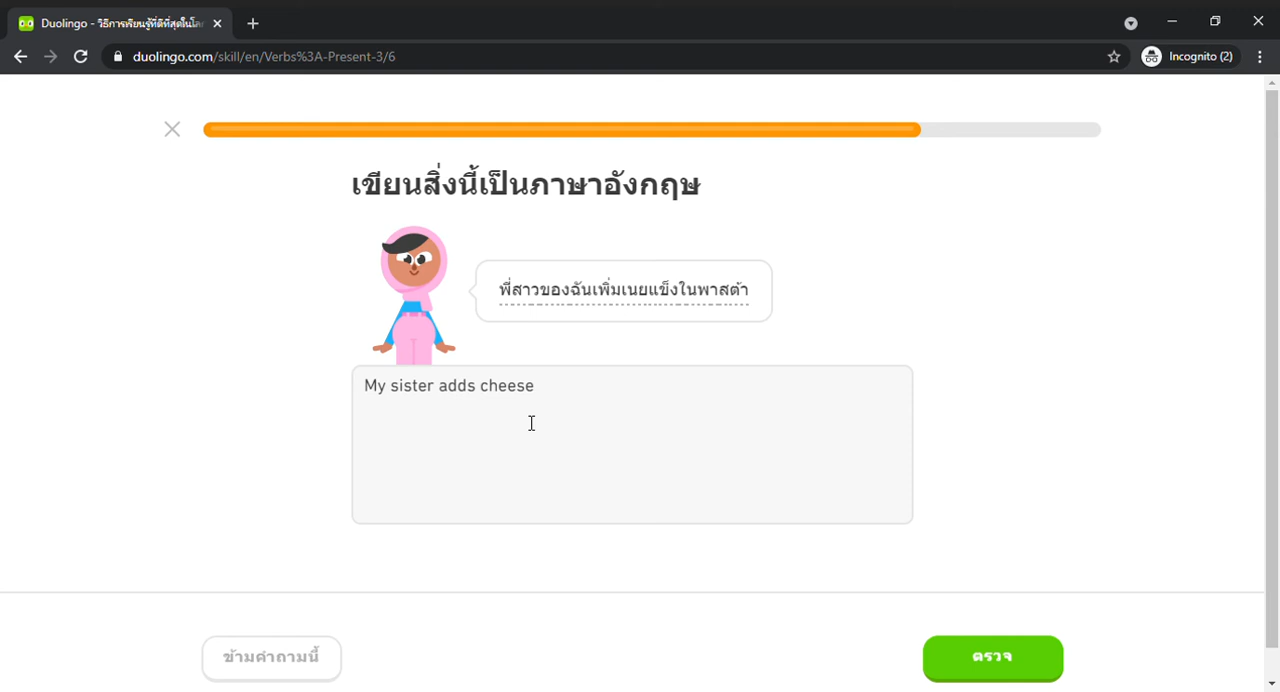 Duolingo - วิธีการเรียนรู้ที่ดีที่สุดในโลก
duolingo.com/skill/en/Verbs%3A-Present-3/6
Incognito (2)
เขียนสิ่งนี้เป็นภาษาอังกฤษ
พี่สาวของฉันเพิ่มเนยแข็งในพาสต้า
My sister adds cheese
ข้ามคำถามนี้
ตรวจ